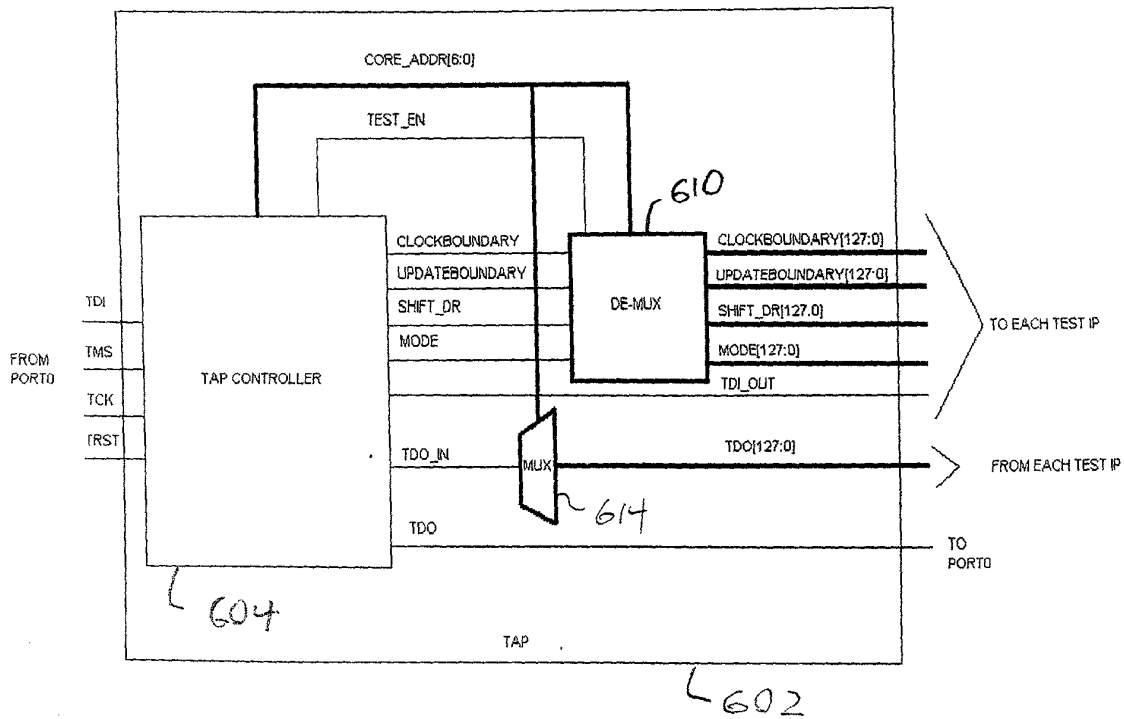 CORE_ADDR[6:0]
TEST_EN
610
CLOCKBOUNDARY
CLOCKBOUNDARY[127:0]
UPDATEBOUNDARY
UPDATEBOUNDARY[127:0]
TDI
SHIFT_DR
DE-MUX
SHIFT_DR[127:0]
TO EACH TEST IP
FROM
PORT0
TMS
MODE
MODE[127:0]
TAP CONTROLLER
TDI_OUT
TCK
TRST
TDO_IN
MUX
TDO[127:0]
FROM EACH TEST IP
614
TDO
TO
PORT0
604
TAP
602